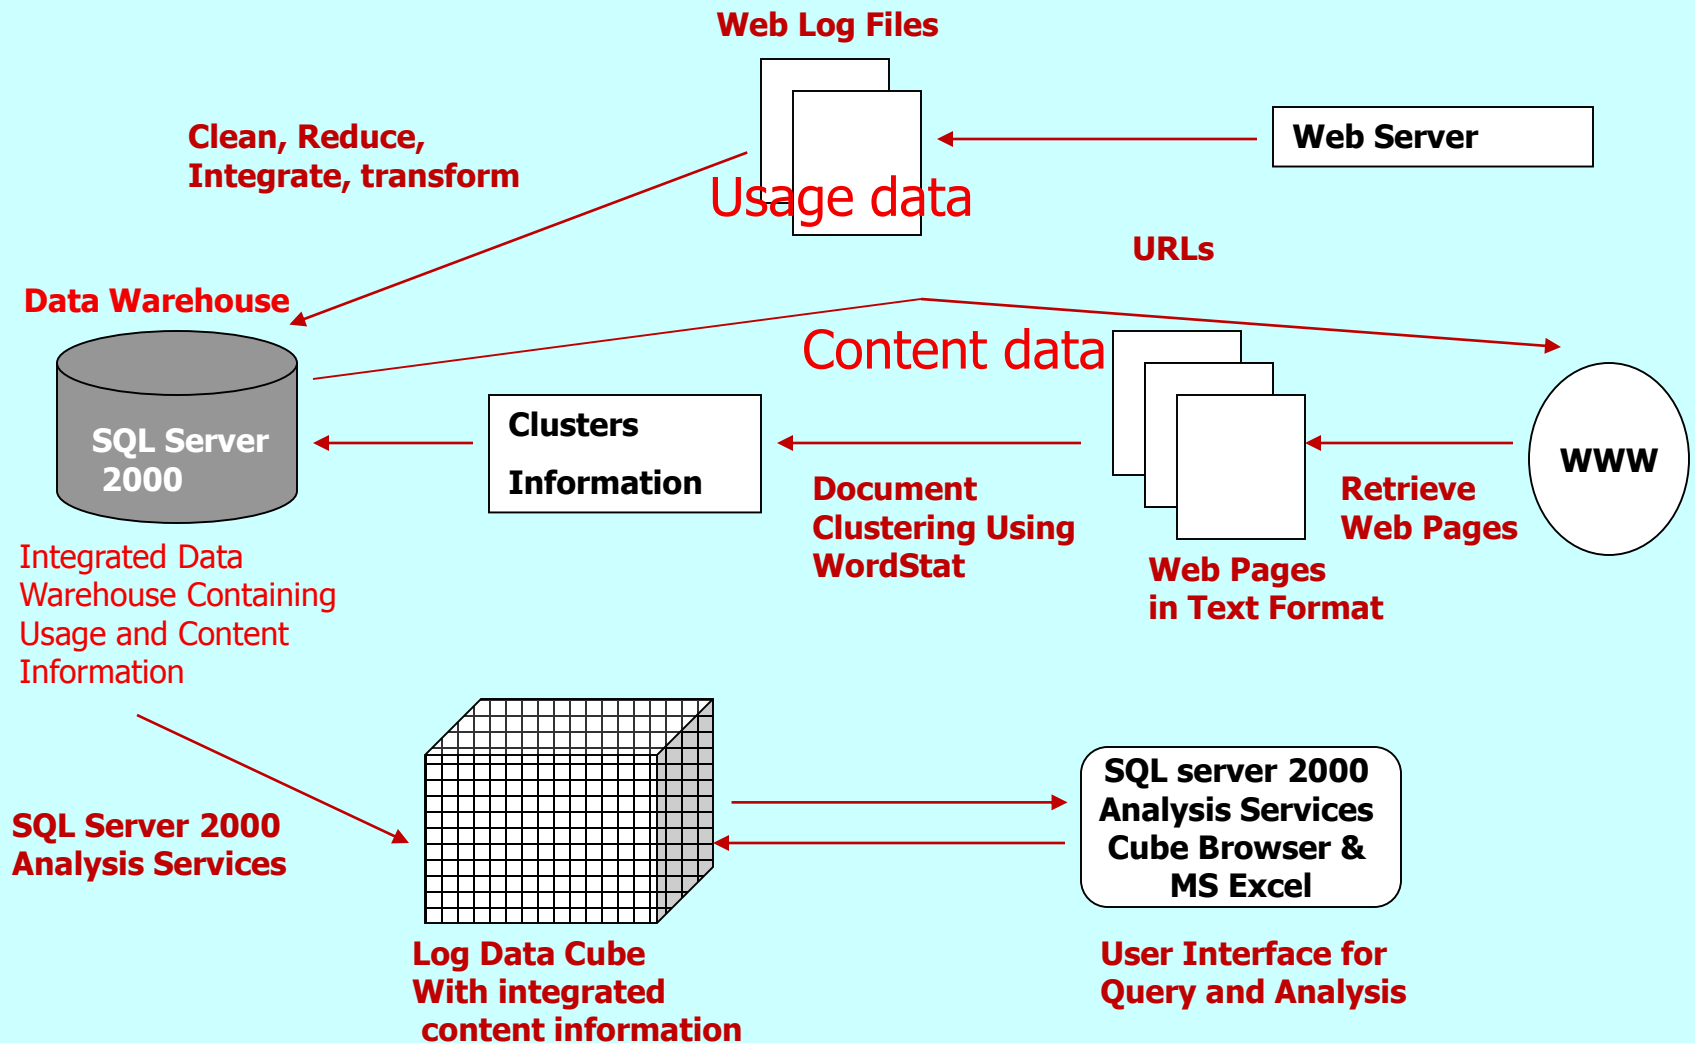 Web Log Files
Clean, Reduce,
Integrate, transform
Web Server
Usage data
URLs
Data Warehouse
Content data
SQL Server
2000
Clusters
Information
Document
Clustering Using
WordStat
Retrieve
Web Pages
WWW
Web Pages
in Text Format
Integrated Data
Warehouse Containing
Usage and Content
Information
SQL Server 2000
Analysis Services
SQL server 2000
Analysis Services
Cube Browser &
MS Excel
Log Data Cube
With integrated
content information
User Interface for
Query and Analysis